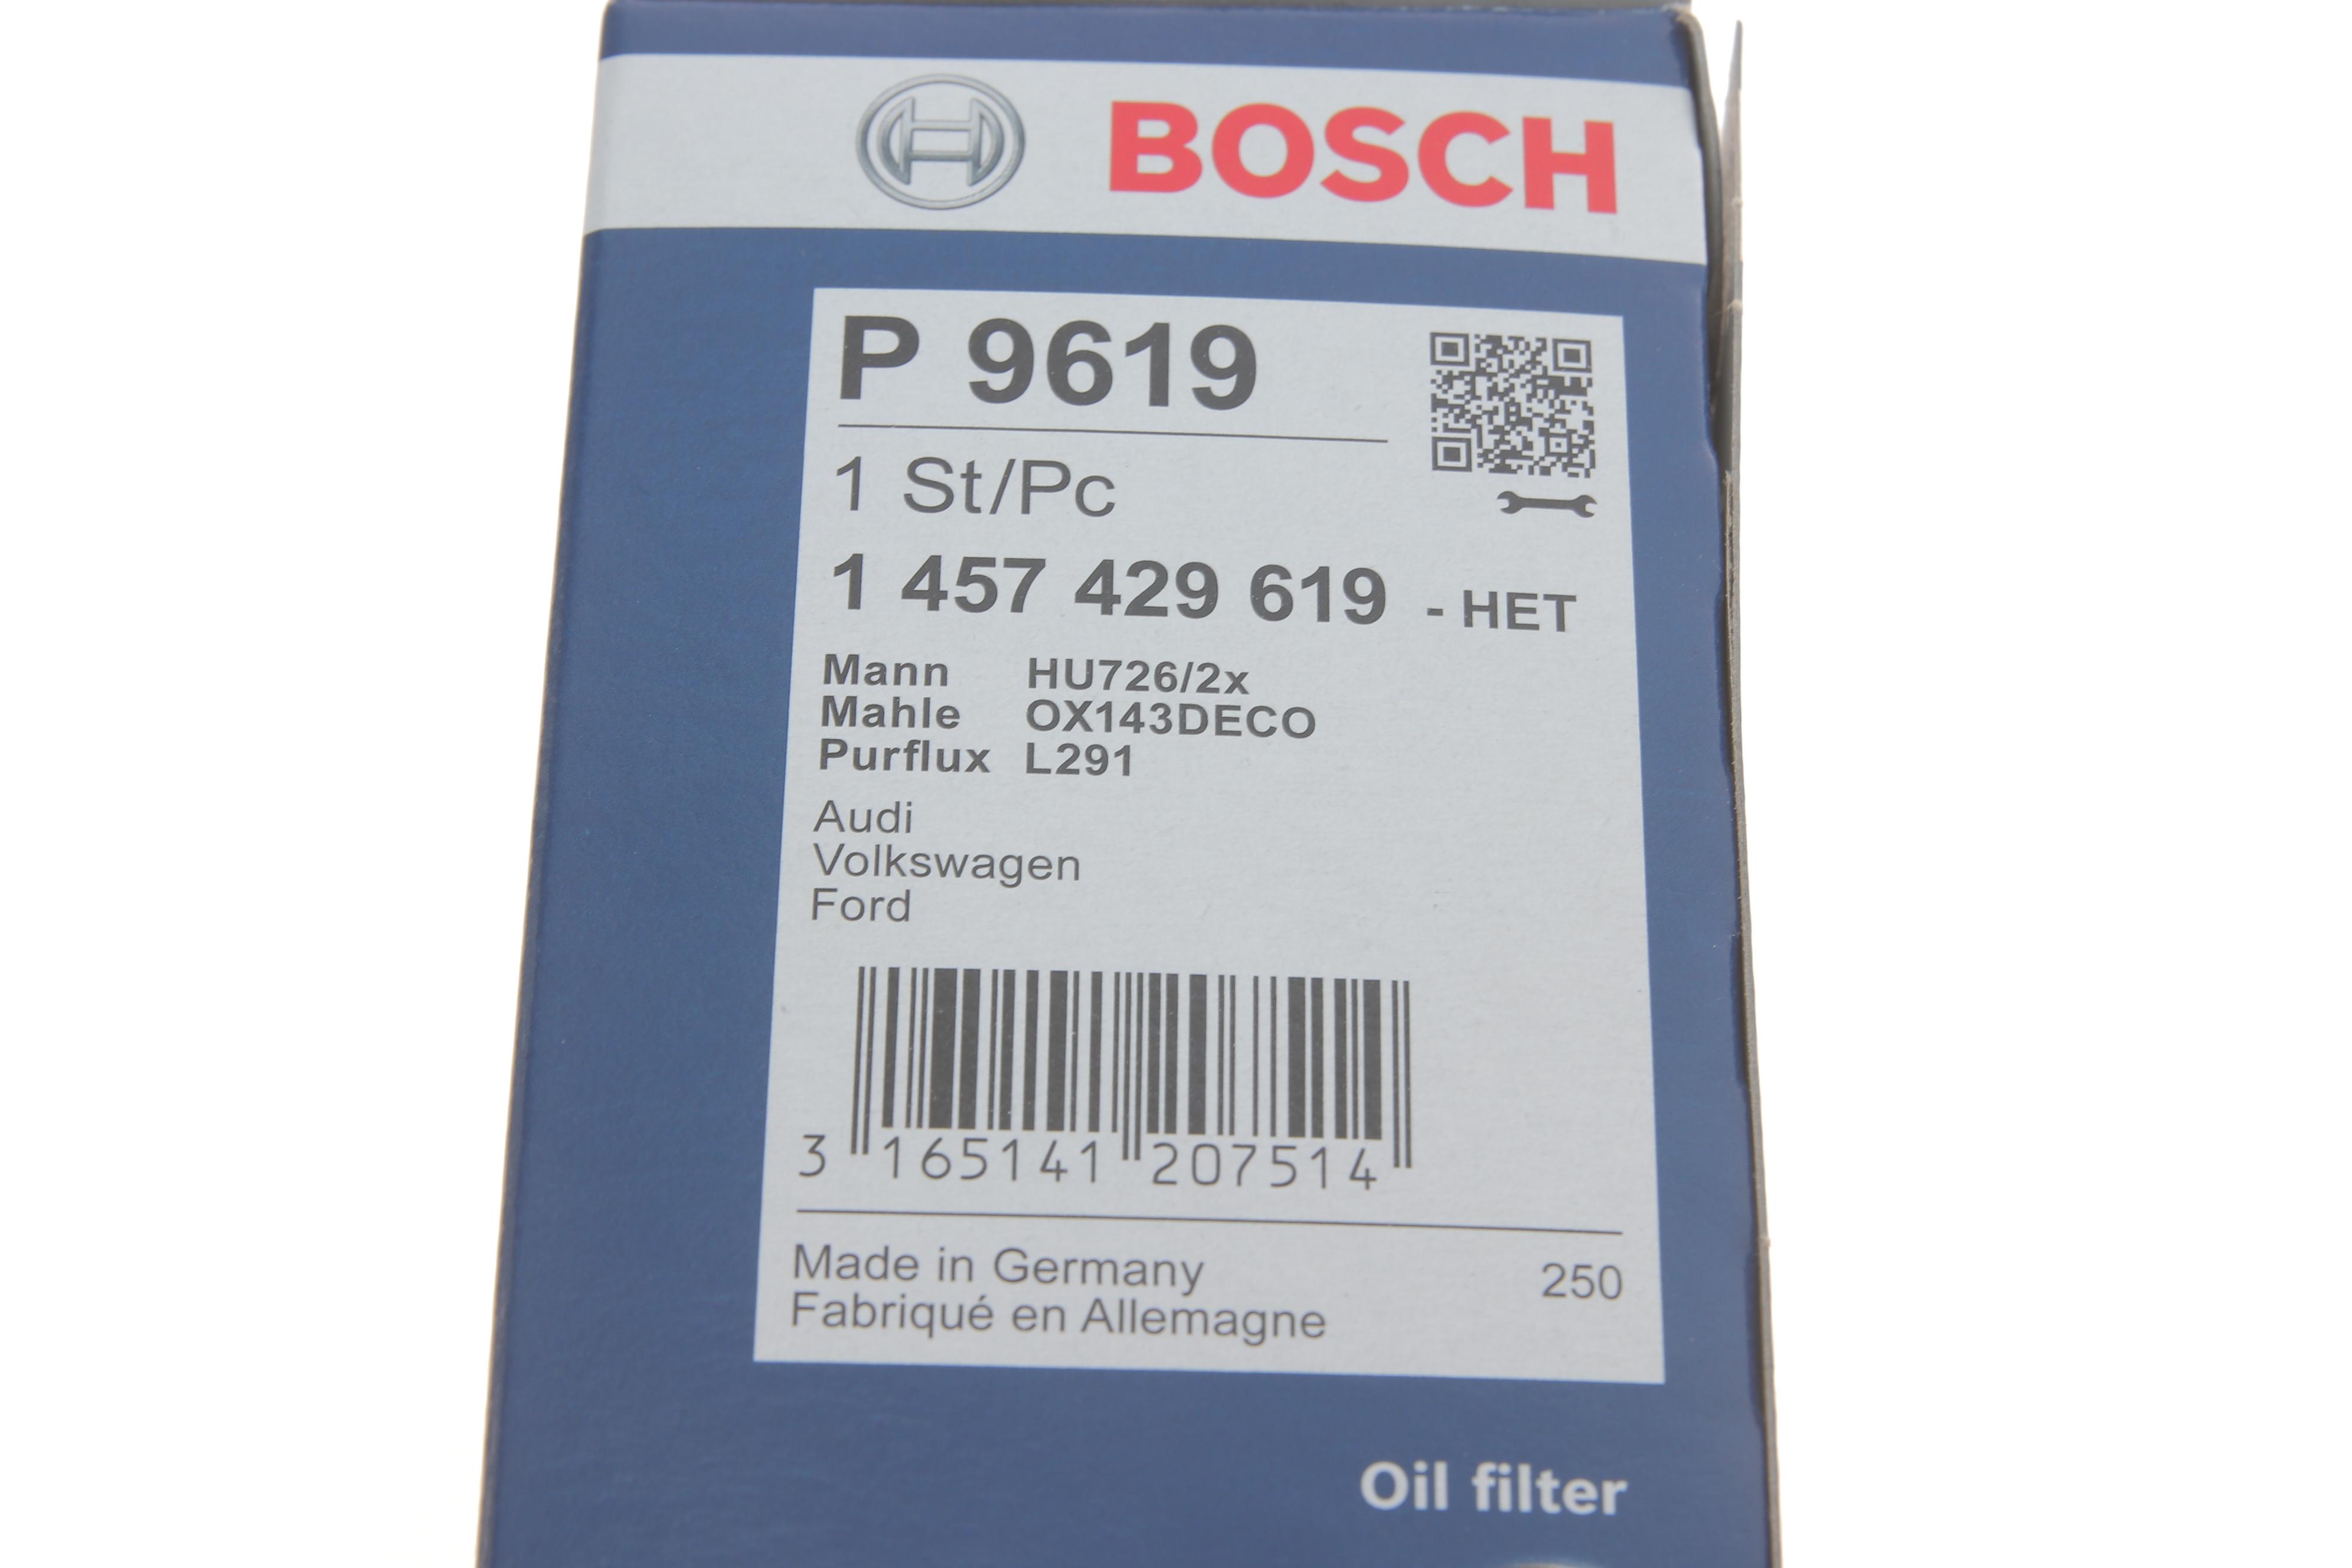 BOSCH
P 9619
1 St/Pc
1 457 429 619 - HET
Mann HU726/2x
Mahle OX143DECO
Purflux L291
Audi
Volkswagen
Ford
3 165141 207514
Made in Germany 250
Fabriqué en Allemagne
Oil filter